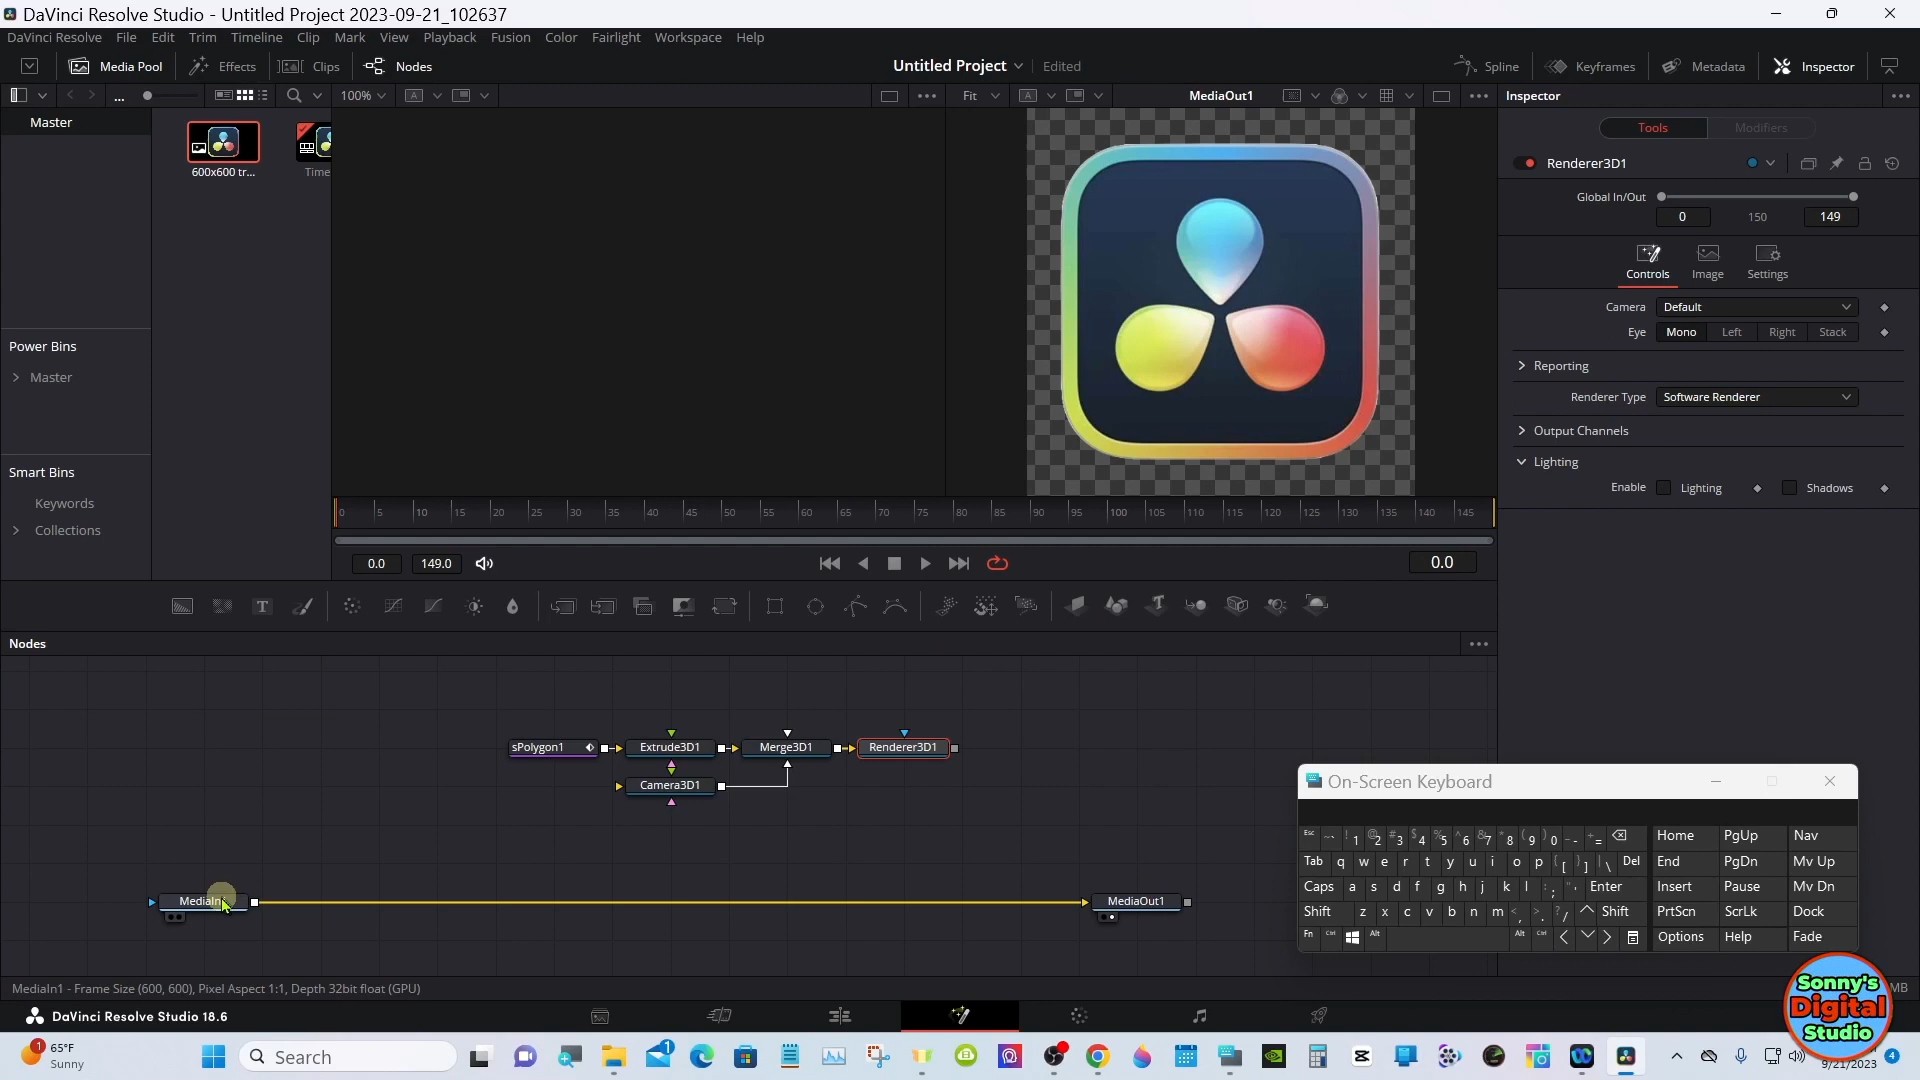 DaVinci Resolve Studio - Untitled Project 2023-09-21_102637
DaVinci Resolve File Edit Trim Timeline Clip Mark View Playback Fusion Color Fairlight Workspace Help
Media Pool Effects Clips Nodes Untitled Project Edited Spline Keyframes Metadata Inspector
... 100% A Fit A MediaOut1 Inspector
Master
600x600 tr...
Time
Tools Modifiers
Renderer3D1
Global In/Out
0 150 149
Controls Image Settings
Camera Default
Eye Mono Left Right Stack
Reporting
Renderer Type Software Renderer
Output Channels
Lighting
Enable Lighting Shadows
Power Bins
Master
Smart Bins
Keywords
Collections
0 5 10 15 20 25 30 35 40 45 50 55 60 65 70 75 80 85 90 95 100 105 110 115 120 125 130 135 140 145
0.0 149.0 0.0
T
Nodes
sPolygon1 Extrude3D1 Merge3D1 Renderer3D1
Camera3D1
MediaIn MediaOut1
On-Screen Keyboard
Esc ~ ` ! 1 @ 2 # 3 $ 4 % 5 ^ 6 & 7 * 8 ( 9 ) 0 _ - + = Home PgUp Nav
Tab q w e r t y u i o p { [ } ] | \ Del End PgDn Mv Up
Caps a s d f g h j k l : ; " ' Enter Insert Pause Mv Dn
Shift z x c v b n m < , > . ? / Shift PrtScn ScrLk Dock
Fn Ctrl Alt Alt Ctrl Options Help Fade
MediaIn1 - Frame Size (600, 600), Pixel Aspect 1:1, Depth 32bit float (GPU)
MB
DaVinci Resolve Studio 18.6
Sonny's
Digital
Studio
1
65°F
Sunny
Search
1
9/21/2023
4